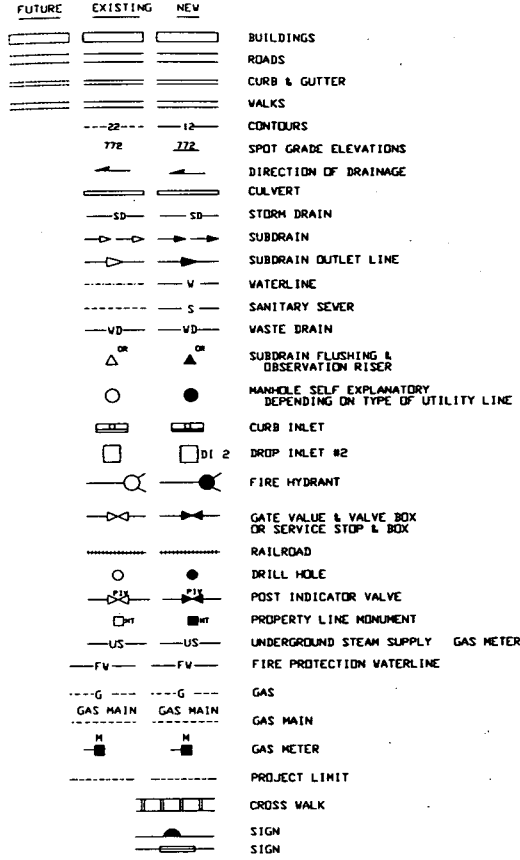 FUTURE EXISTING NEW
BUILDINGS
ROADS
CURB & GUTTER
WALKS
22 12 CONTOURS
772 772 SPOT GRADE ELEVATIONS
DIRECTION OF DRAINAGE
CULVERT
SD SD STORM DRAIN
SUBDRAIN
SUBDRAIN OUTLET LINE
W WATERLINE
S SANITARY SEWER
WD WD WASTE DRAIN
OR OR SUBDRAIN FLUSHING &
OBSERVATION RISER
MANHOLE SELF EXPLANATORY
DEPENDING ON TYPE OF UTILITY LINE
CURB INLET
DI 2 DROP INLET #2
FIRE HYDRANT
GATE VALUE & VALVE BOX
OR SERVICE STOP & BOX
RAILROAD
DRILL HOLE
PIV PIV POST INDICATOR VALVE
MT MT PROPERTY LINE MONUMENT
US US UNDERGROUND STEAM SUPPLY GAS METER
FW FW FIRE PROTECTION WATERLINE
G G GAS
GAS MAIN GAS MAIN
GAS MAIN
M M
GAS METER
PROJECT LIMIT
CROSS WALK
SIGN
SIGN